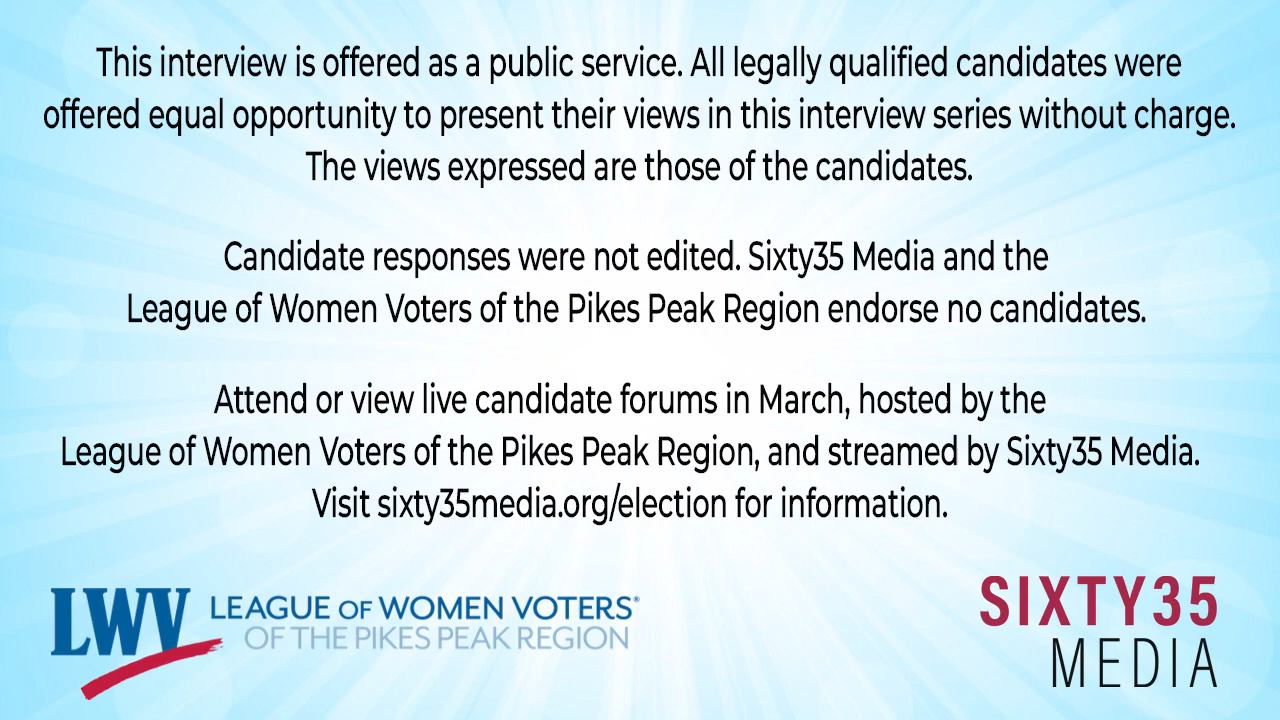 This interview is offered as a public service. All legally qualified candidates were
offered equal opportunity to present their views in this interview series without charge.
The views expressed are those of the candidates.
Candidate responses were not edited. Sixty35 Media and the
League of Women Voters of the Pikes Peak Region endorse no candidates.
Attend or view live candidate forums in March, hosted by the
League of Women Voters of the Pikes Peak Region, and streamed by Sixty35 Media.
Visit sixty35media.org/election for information.
LWV
LEAGUE OF WOMEN VOTERS®
OF THE PIKES PEAK REGION
SIXTY35
MEDIA